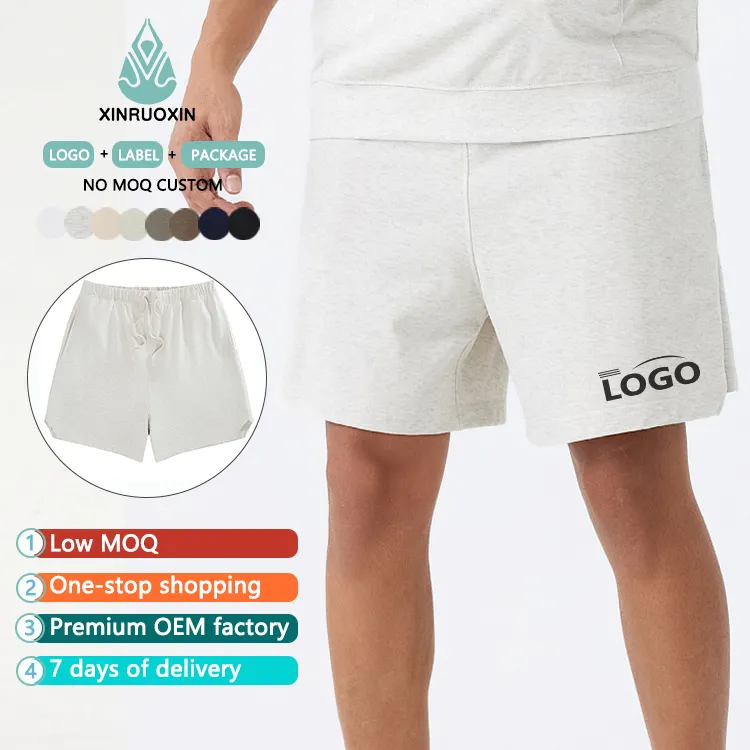 XINRUOXIN
LOGO + LABEL + PACKAGE
NO MOQ CUSTOM
LOGO
1 Low MOQ
2 One-stop shopping
3 Premium OEM factory
4 7 days of delivery